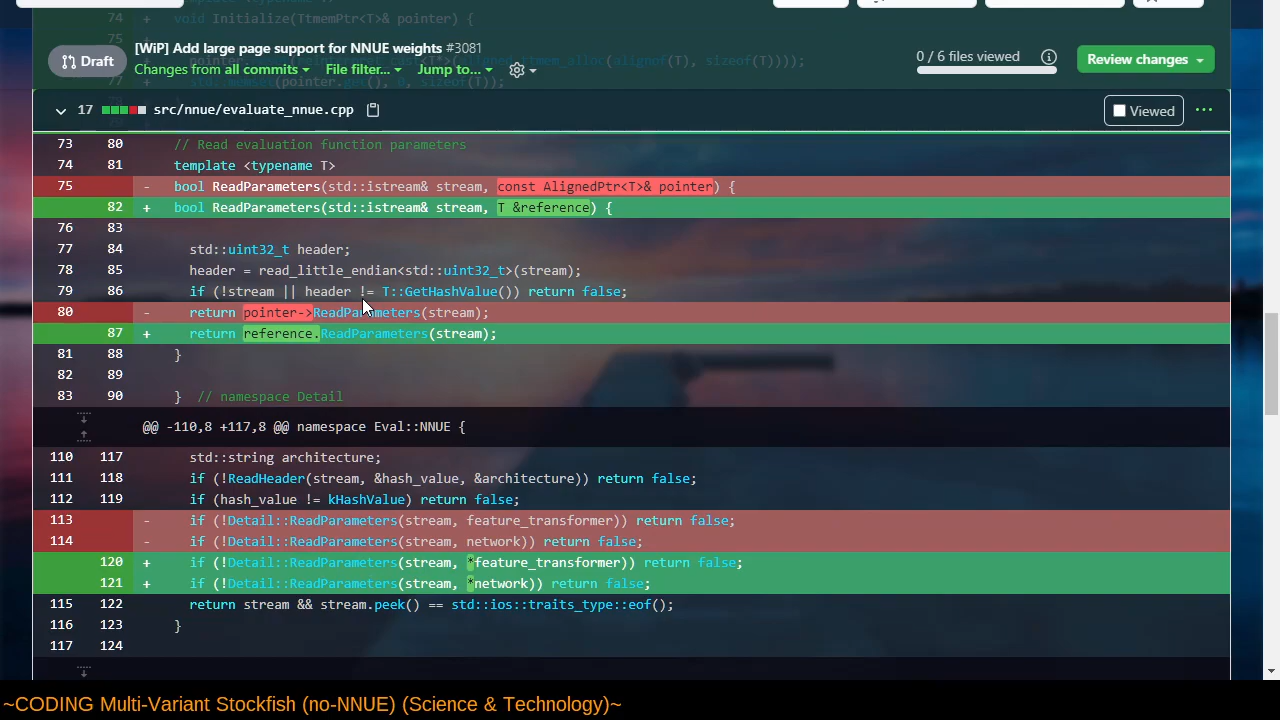 74 + void Initialize(TtmemPtr<T>& pointer) {
75 +
Draft
[WiP] Add large page support for NNUE weights #3081
Changes from all commits File filter... Jump to...
0 / 6 files viewed
Review changes
17 src/nnue/evaluate_nnue.cpp
Viewed ...
73 80 // Read evaluation function parameters
74 81 template <typename T>
75 - bool ReadParameters(std::istream& stream, const AlignedPtr<T>& pointer) {
82 + bool ReadParameters(std::istream& stream, T &reference) {
76 83
77 84 std::uint32_t header;
78 85 header = read_little_endian<std::uint32_t>(stream);
79 86 if (!stream || header != T::GetHashValue()) return false;
80 - return pointer->ReadParameters(stream);
87 + return reference.ReadParameters(stream);
81 88 }
82 89
83 90 } // namespace Detail
@@ -110,8 +117,8 @@ namespace Eval::NNUE {
110 117 std::string architecture;
111 118 if (!ReadHeader(stream, &hash_value, &architecture)) return false;
112 119 if (hash_value != kHashValue) return false;
113 - if (!Detail::ReadParameters(stream, feature_transformer)) return false;
114 - if (!Detail::ReadParameters(stream, network)) return false;
120 + if (!Detail::ReadParameters(stream, *feature_transformer)) return false;
121 + if (!Detail::ReadParameters(stream, *network)) return false;
115 122 return stream && stream.peek() == std::ios::traits_type::eof();
116 123 }
117 124
~CODING Multi-Variant Stockfish (no-NNUE) (Science & Technology)~